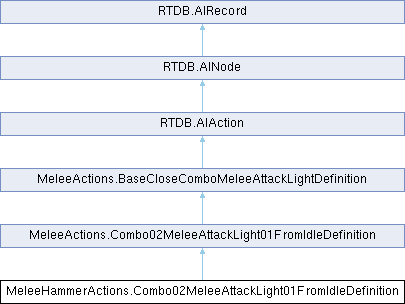 RTDB.AIRecord
RTDB.AINode
RTDB.AIAction
MeleeActions.BaseCloseComboMeleeAttackLightDefinition
MeleeActions.Combo02MeleeAttackLight01FromIdleDefinition
MeleeHammerActions.Combo02MeleeAttackLight01FromIdleDefinition